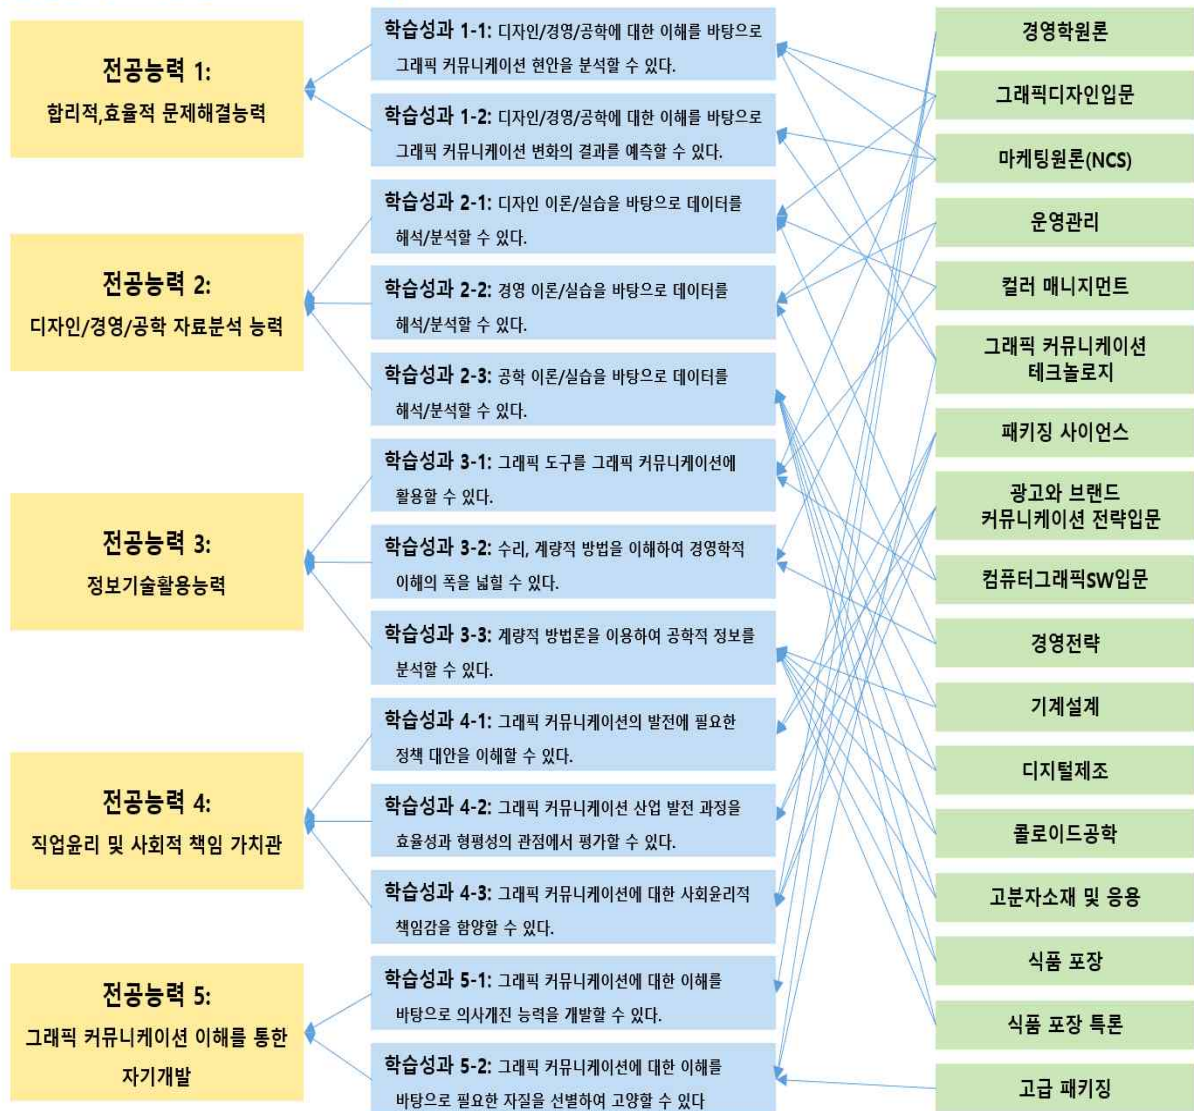 전공능력 1:
합리적,효율적 문제해결능력
전공능력 2:
디자인/경영/공학 자료분석 능력
전공능력 3:
정보기술활용능력
전공능력 4:
직업윤리 및 사회적 책임 가치관
전공능력 5:
그래픽 커뮤니케이션 이해를 통한
자기개발
학습성과 1-1: 디자인/경영/공학에 대한 이해를 바탕으로
그래픽 커뮤니케이션 현안을 분석할 수 있다.
학습성과 1-2: 디자인/경영/공학에 대한 이해를 바탕으로
그래픽 커뮤니케이션 변화의 결과를 예측할 수 있다.
학습성과 2-1: 디자인 이론/실습을 바탕으로 데이터를
해석/분석할 수 있다.
학습성과 2-2: 경영 이론/실습을 바탕으로 데이터를
해석/분석할 수 있다.
학습성과 2-3: 공학 이론/실습을 바탕으로 데이터를
해석/분석할 수 있다.
학습성과 3-1: 그래픽 도구를 그래픽 커뮤니케이션에
활용할 수 있다.
학습성과 3-2: 수리, 계량적 방법을 이해하여 경영학적
이해의 폭을 넓힐 수 있다.
학습성과 3-3: 계량적 방법론을 이용하여 공학적 정보를
분석할 수 있다.
학습성과 4-1: 그래픽 커뮤니케이션의 발전에 필요한
정책 대안을 이해할 수 있다.
학습성과 4-2: 그래픽 커뮤니케이션 산업 발전 과정을
효율성과 형평성의 관점에서 평가할 수 있다.
학습성과 4-3: 그래픽 커뮤니케이션에 대한 사회윤리적
책임감을 함양할 수 있다.
학습성과 5-1: 그래픽 커뮤니케이션에 대한 이해를
바탕으로 의사개진 능력을 개발할 수 있다.
학습성과 5-2: 그래픽 커뮤니케이션에 대한 이해를
바탕으로 필요한 자질을 선별하여 고양할 수 있다
경영학원론
그래픽디자인입문
마케팅원론(NCS)
운영관리
컬러 매니지먼트
그래픽 커뮤니케이션
테크놀로지
패키징 사이언스
광고와 브랜드
커뮤니케이션 전략입문
컴퓨터그래픽SW입문
경영전략
기계설계
디지털제조
콜로이드공학
고분자소재 및 응용
식품 포장
식품 포장 특론
고급 패키징